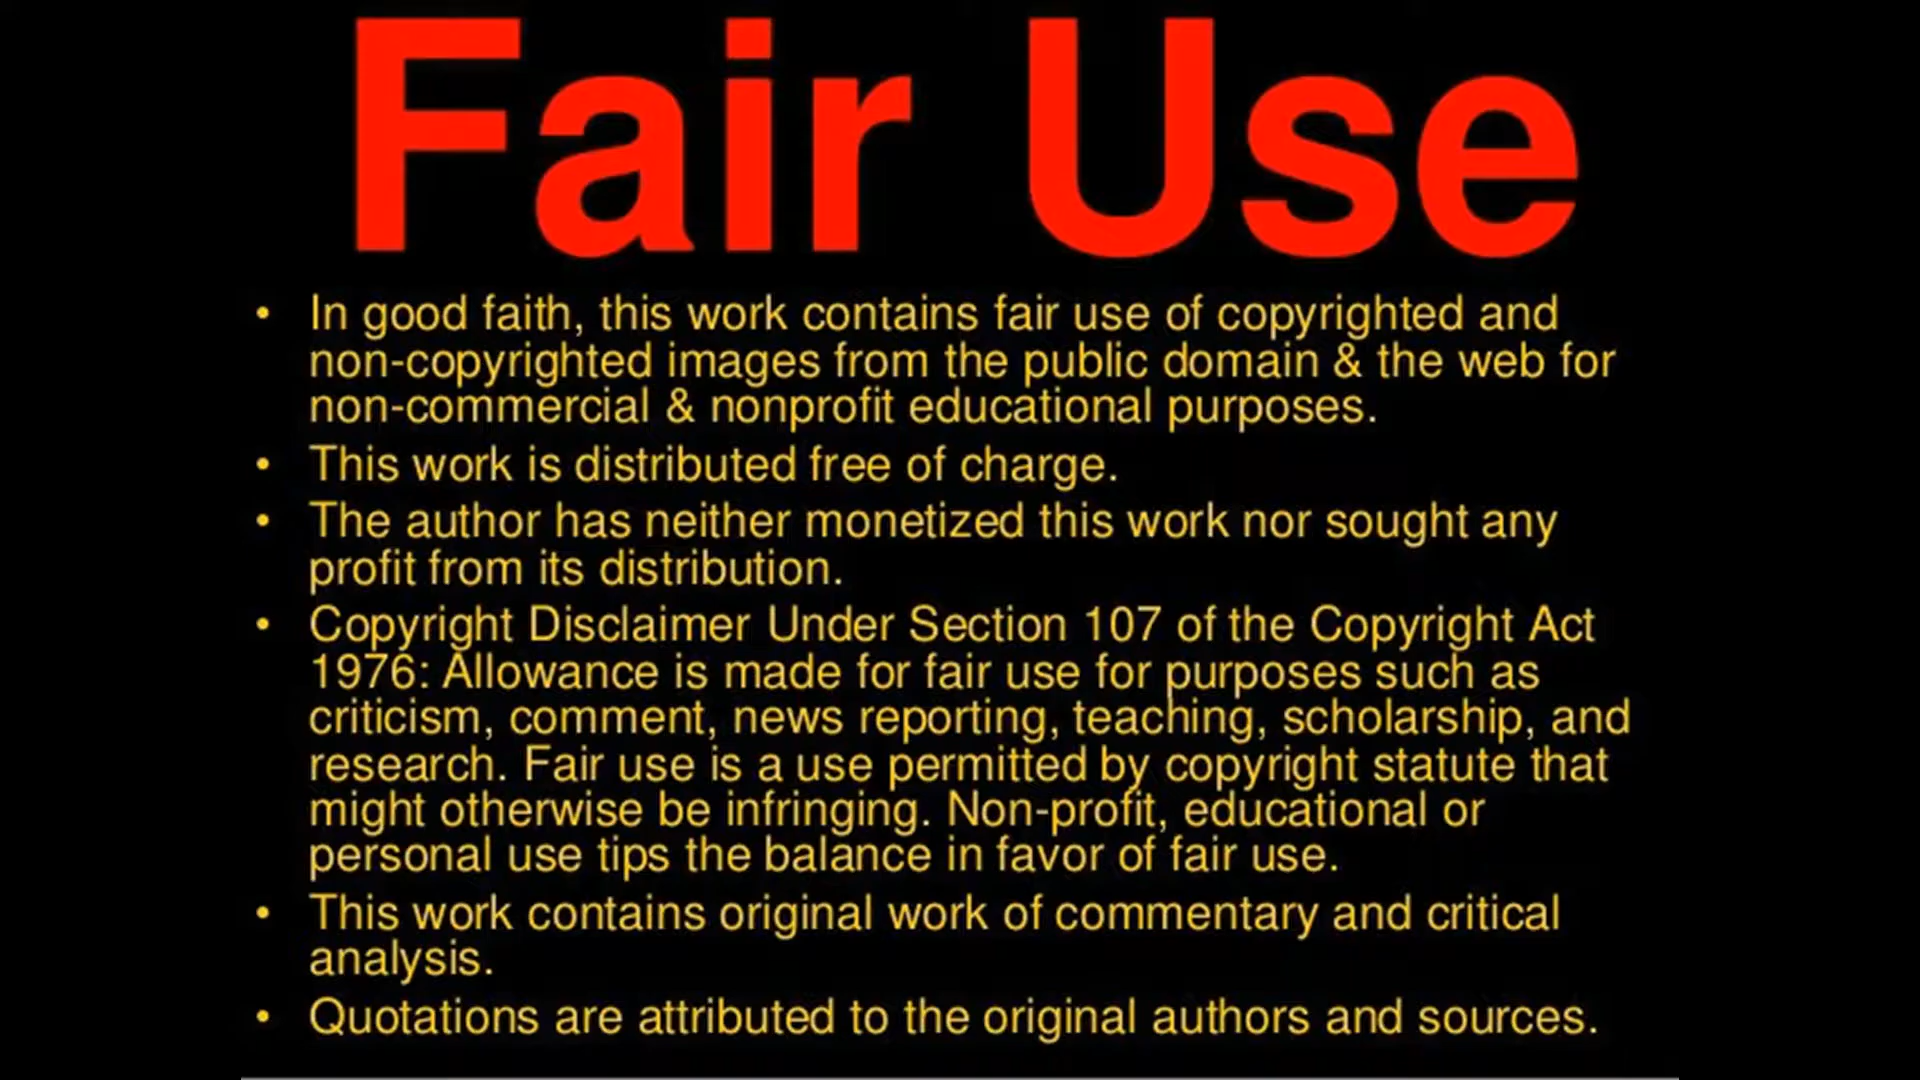 Fair Use
• In good faith, this work contains fair use of copyrighted and
non-copyrighted images from the public domain & the web for
non-commercial & nonprofit educational purposes.
• This work is distributed free of charge.
• The author has neither monetized this work nor sought any
profit from its distribution.
• Copyright Disclaimer Under Section 107 of the Copyright Act
1976: Allowance is made for fair use for purposes such as
criticism, comment, news reporting, teaching, scholarship, and
research. Fair use is a use permitted by copyright statute that
might otherwise be infringing. Non-profit, educational or
personal use tips the balance in favor of fair use.
• This work contains original work of commentary and critical
analysis.
• Quotations are attributed to the original authors and sources.